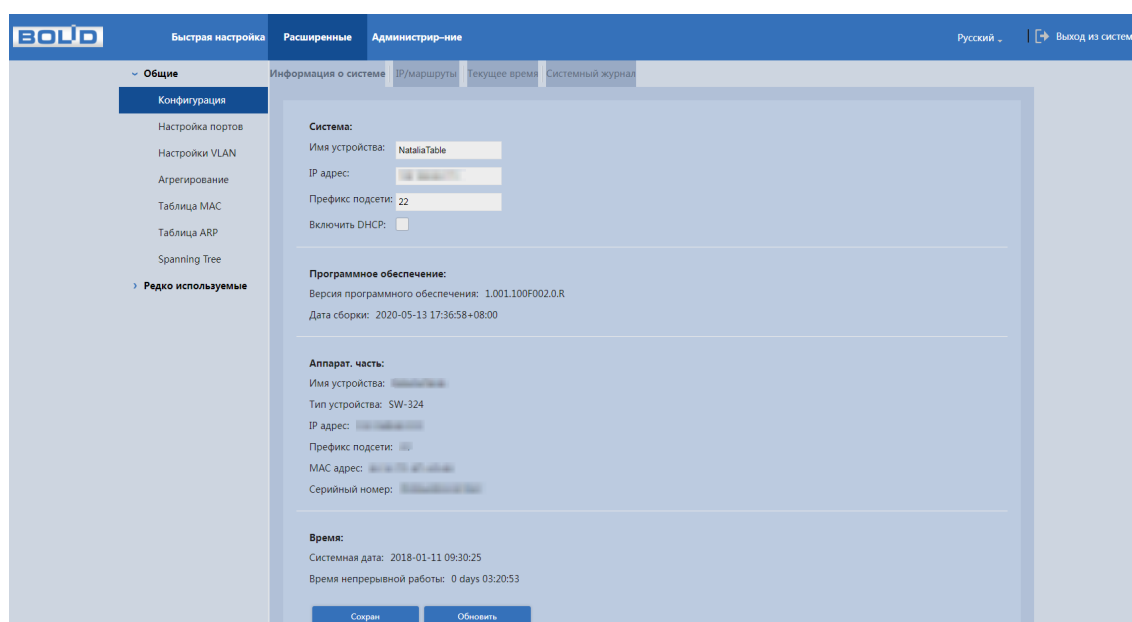 BOLID
Быстрая настройка Расширенные Администрир-ние Русский Выход из систем
Общие
Конфигурация
Настройка портов
Настройки VLAN
Агрегирование
Таблица MAC
Таблица ARP
Spanning Tree
Редко используемые
Информация о системе IP/маршруты Текущее время Системный журнал
Система:
Имя устройства: NataliaTable
IP адрес:
Префикс подсети: 22
Включить DHCP:
Программное обеспечение:
Версия программного обеспечения: 1.001.100F002.0.R
Дата сборки: 2020-05-13 17:36:58+08:00
Аппарат. часть:
Имя устройства:
Тип устройства: SW-324
IP адрес:
Префикс подсети:
MAC адрес:
Серийный номер:
Время:
Системная дата: 2018-01-11 09:30:25
Время непрерывной работы: 0 days 03:20:53
Сохран Обновить